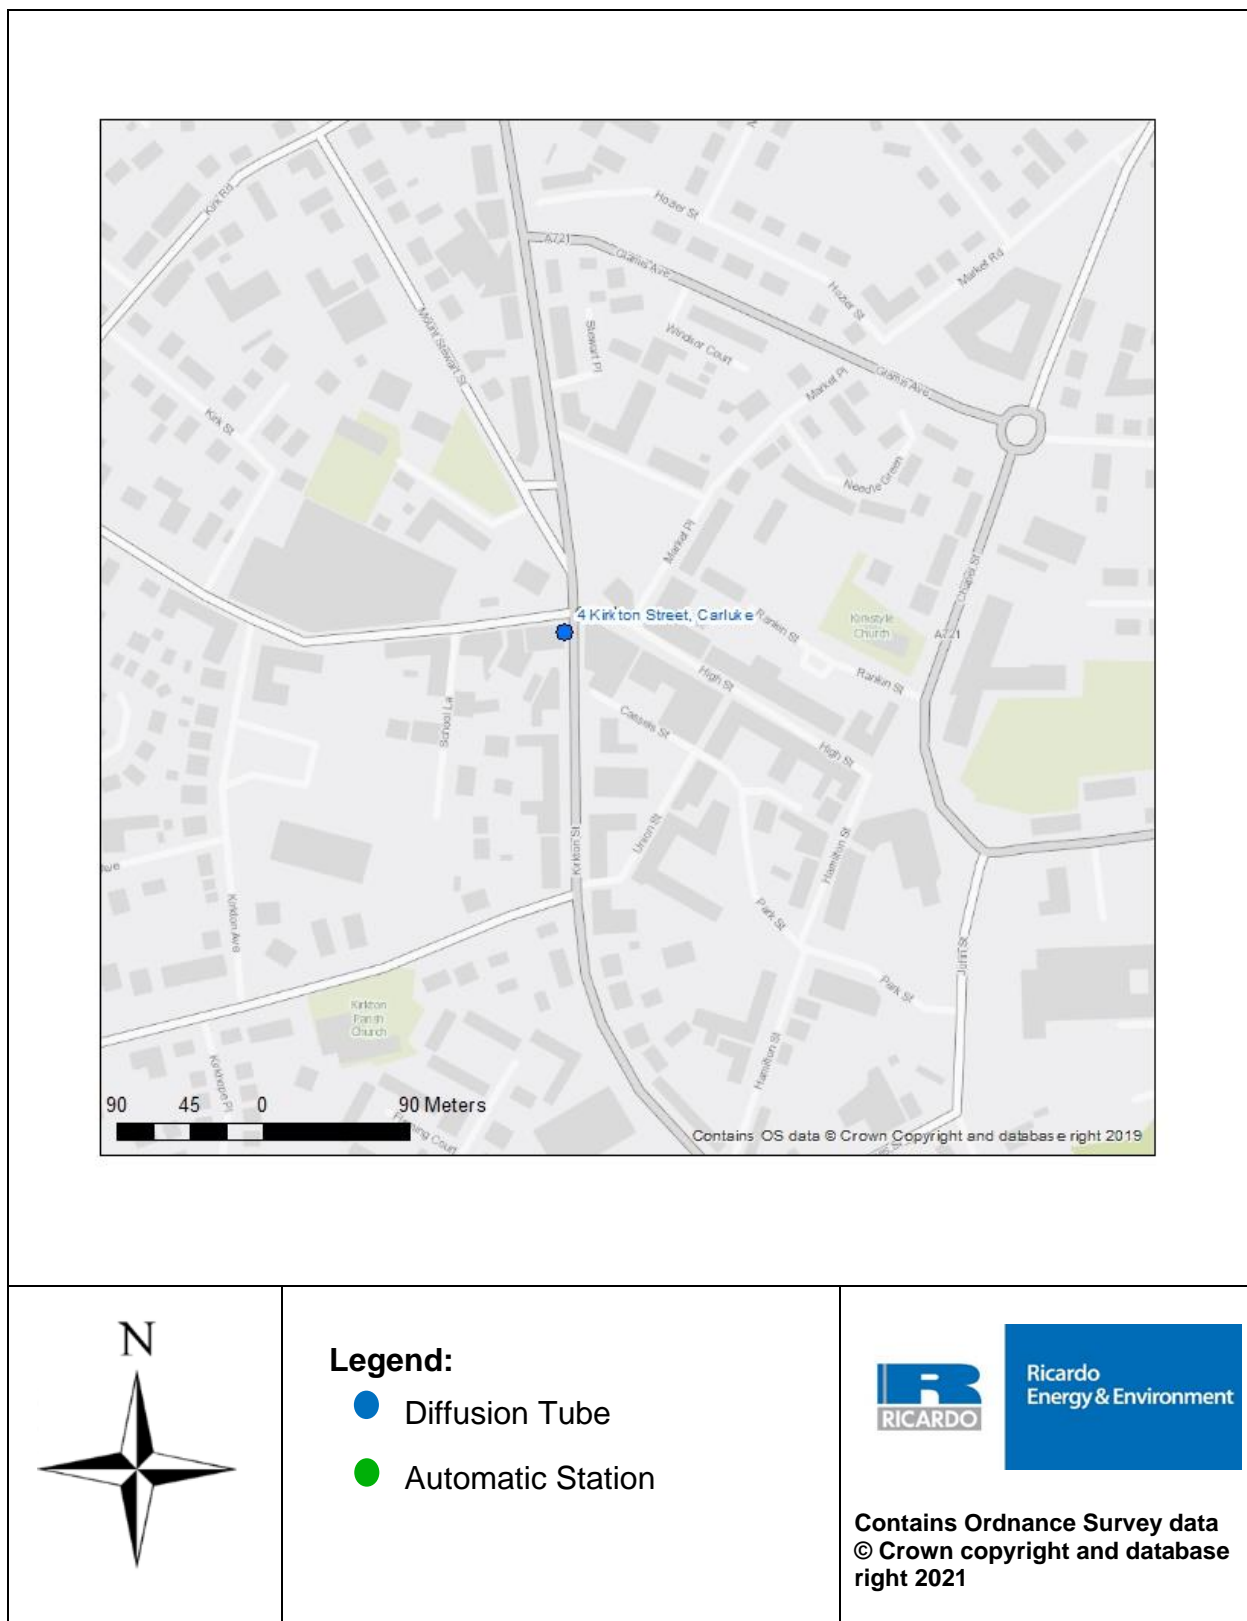 Kirk Rd
Hozier St
A721
Glamis Ave
Market Rd
Hozier St
Mount Stewart St
Stewart Pl
Windsor Court
Glamis Ave
Market Pl
Kirk St
Needle Green
Market Pl
Chapel St
4 Kirkton Street, Carluke
Rankin St
Kirkstyle
Church
A721
High St
Rankin St
School La
Cassels St
High St
Union St
Kirkton St
Hamilton St
Kirkton Ave
Park St
John St
Park St
Kirkton
Parish
Church
Hamilton St
Kirkhope Pl
90 45 0 90 Meters
Court
Contains OS data © Crown Copyright and database right 2019
N
Legend:
Diffusion Tube
Automatic Station
R
RICARDO
Ricardo
Energy & Environment
Contains Ordnance Survey data
© Crown copyright and database
right 2021